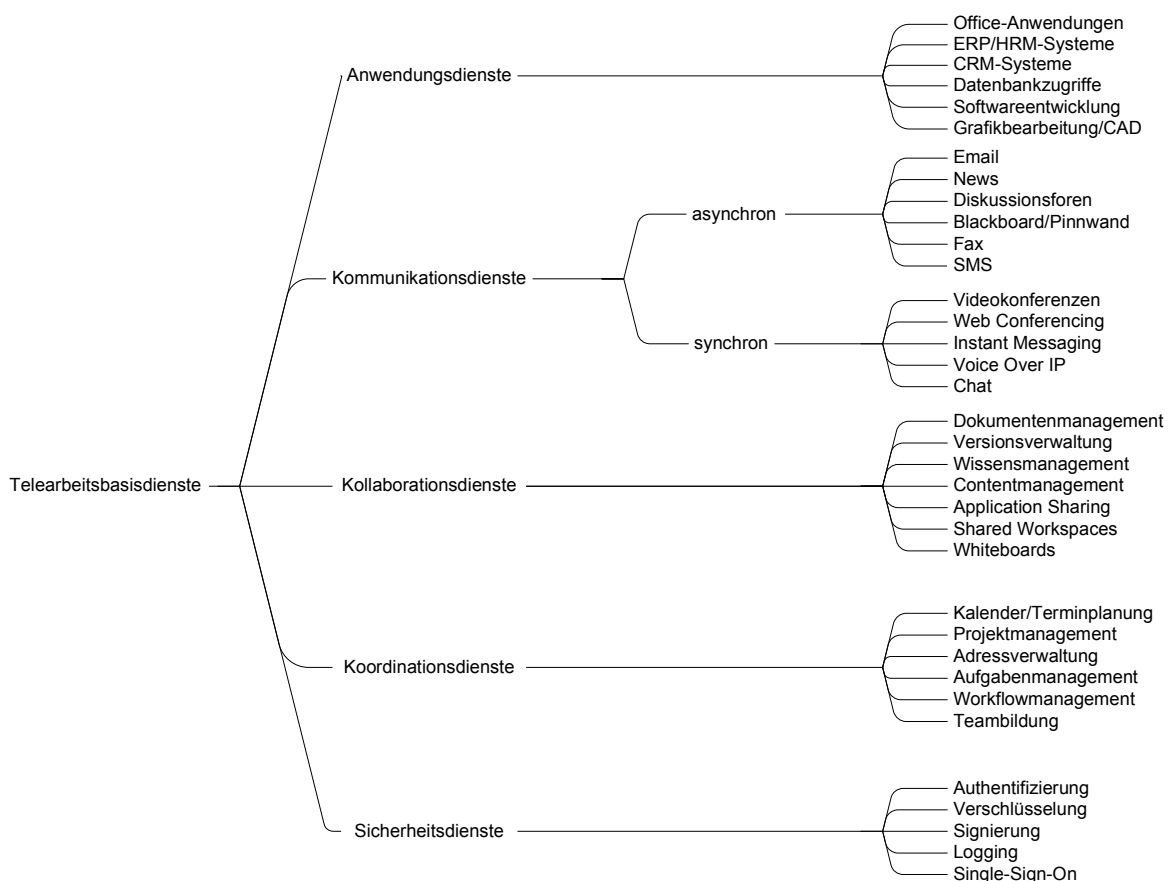 Telearbeitsbasisdienste
Anwendungsdienste
Office-Anwendungen
ERP/HRM-Systeme
CRM-Systeme
Datenbankzugriffe
Softwareentwicklung
Grafikbearbeitung/CAD
Kommunikationsdienste
asynchron
Email
News
Diskussionsforen
Blackboard/Pinnwand
Fax
SMS
synchron
Videokonferenzen
Web Conferencing
Instant Messaging
Voice Over IP
Chat
Kollaborationsdienste
Dokumentenmanagement
Versionsverwaltung
Wissensmanagement
Contentmanagement
Application Sharing
Shared Workspaces
Whiteboards
Koordinationsdienste
Kalender/Terminplanung
Projektmanagement
Adressverwaltung
Aufgabenmanagement
Workflowmanagement
Teambildung
Sicherheitsdienste
Authentifizierung
Verschlüsselung
Signierung
Logging
Single-Sign-On